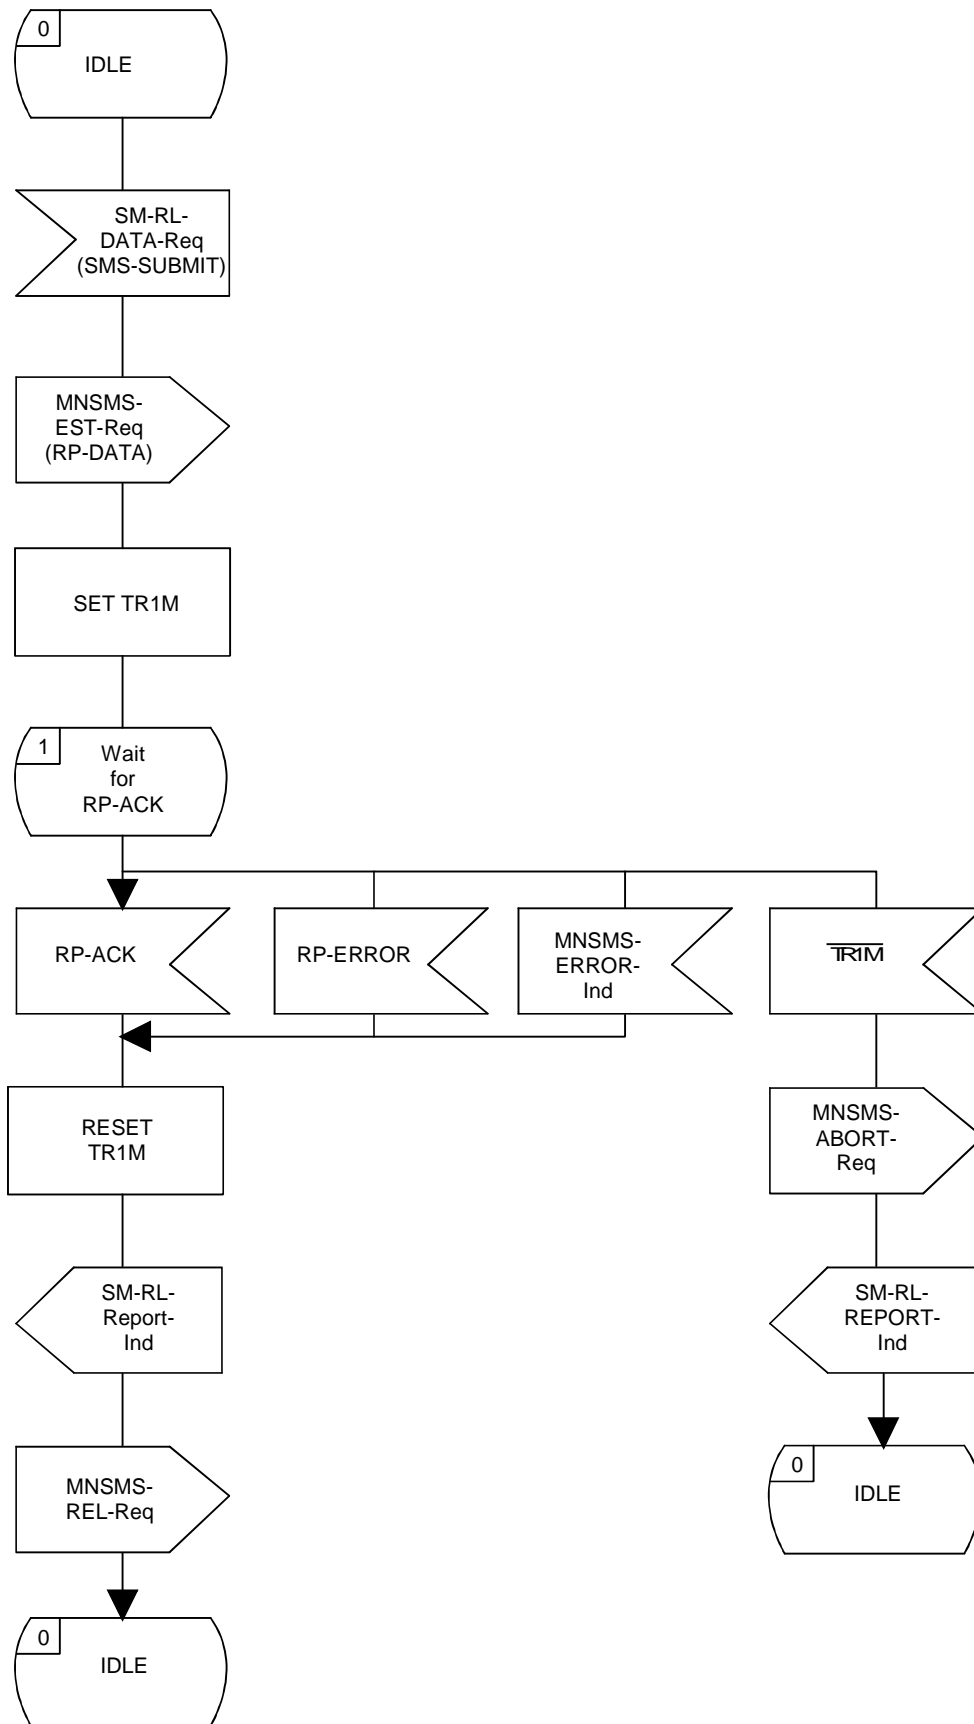 0
IDLE
SM-RL-
DATA-Req
(SMS-SUBMIT)
MNSMS-
EST-Req
(RP-DATA)
SET TR1M
1
Wait
for
RP-ACK
RP-ACK
RP-ERROR
MNSMS-
ERROR-
Ind
TR1M
RESET
TR1M
MNSMS-
ABORT-
Req
SM-RL-
Report-
Ind
SM-RL-
REPORT-
Ind
MNSMS-
REL-Req
0
IDLE
0
IDLE